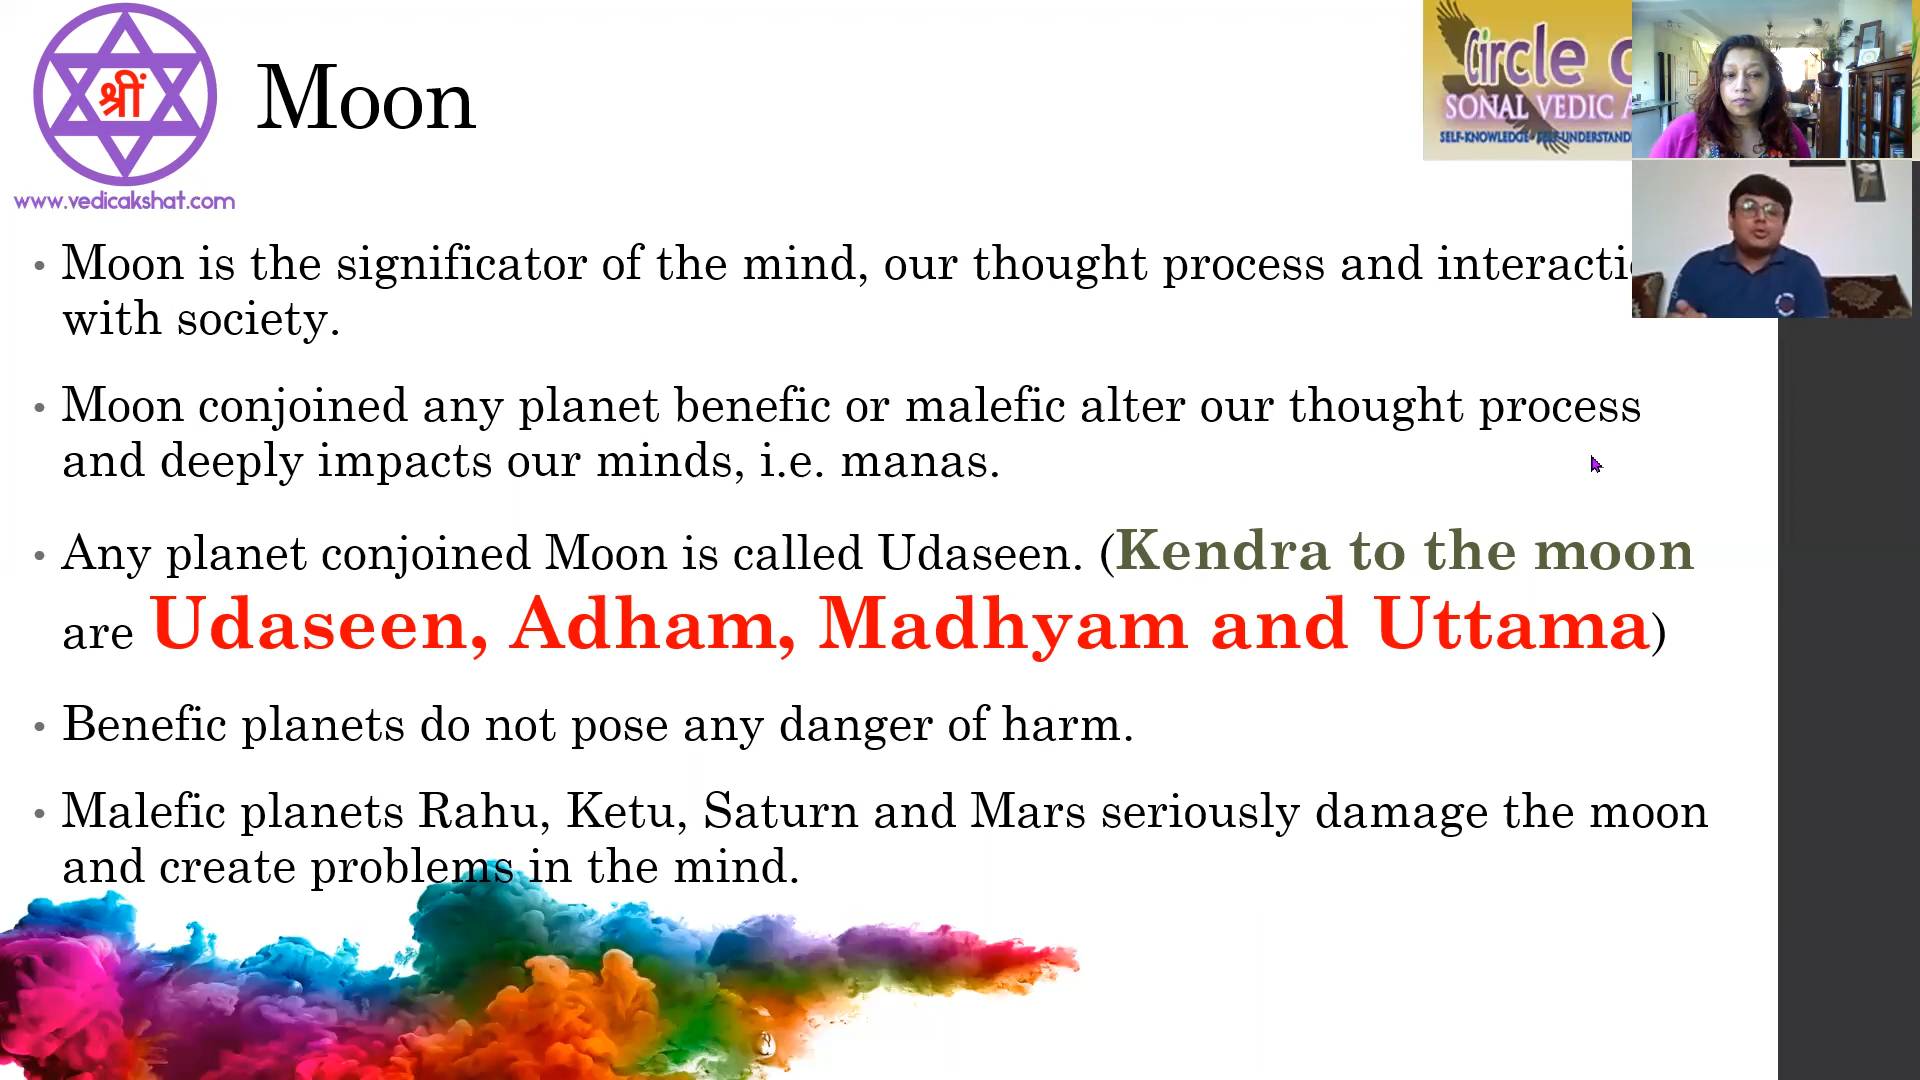 श्रीं
www.vedicakshat.com
Moon
Circle
SONAL VEDIC
SELF-KNOWLEDGE
• Moon is the significator of the mind, our thought process and
with society.
• Moon conjoined any planet benefic or malefic alter our thought process
and deeply impacts our minds, i.e. manas.
• Any planet conjoined Moon is called Udaseen. (Kendra to the moon
are Udaseen, Adham, Madhyam and Uttama)
• Benefic planets do not pose any danger of harm.
• Malefic planets Rahu, Ketu, Saturn and Mars seriously damage the moon
and create problems in the mind.